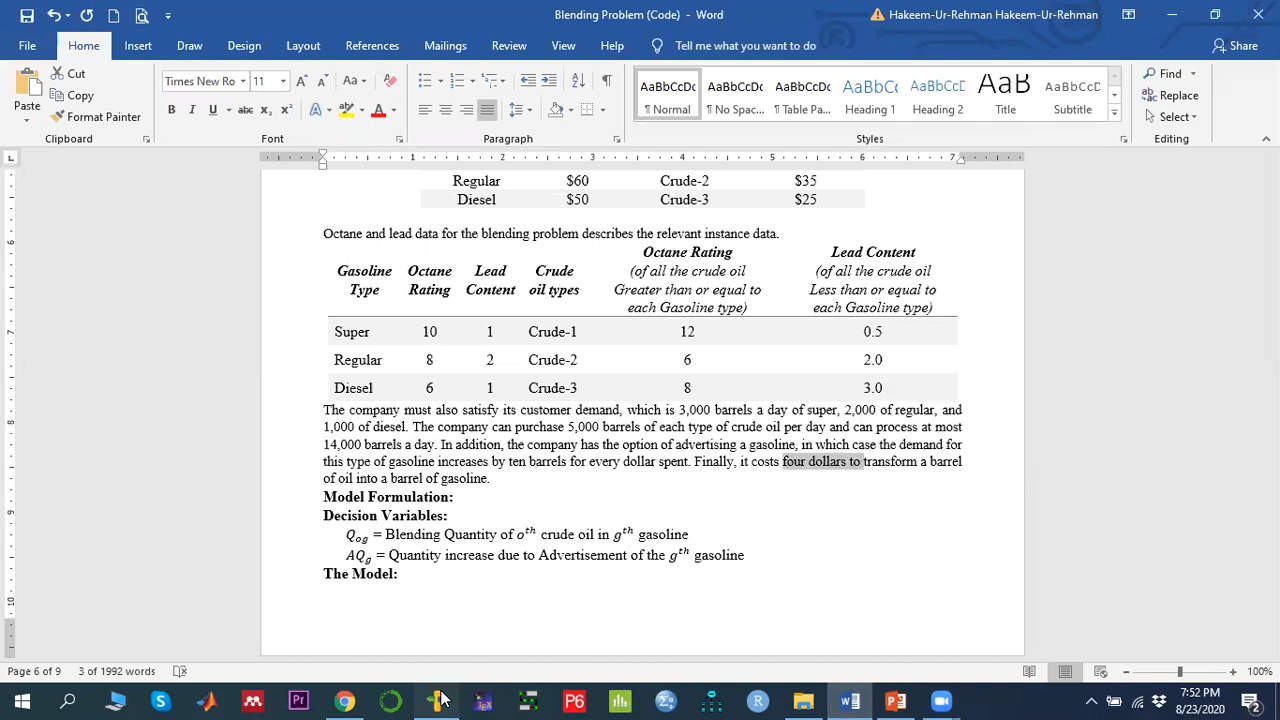 Blending Problem (Code) - Word
Hakeem-Ur-Rehman Hakeem-Ur-Rehman
File Home Insert Draw Design Layout References Mailings Review View Help Tell me what you want to do Share
Paste
Cut
Copy
Format Painter
Clipboard
Times New Ro 11
Font
Paragraph
AaBbCcDc ¶ Normal
AaBbCcDc ¶ No Spac...
AaBbCcDc ¶ Table Pa...
AaBbCc Heading 1
AaBbCcD Heading 2
AaB Title
AaBbCcD Subtitle
Styles
Find
Replace
Select
Editing
Regular $60 Crude-2 $35
Diesel $50 Crude-3 $25
Octane and lead data for the blending problem describes the relevant instance data.
Gasoline Type Octane Rating Lead Content Crude oil types Octane Rating (of all the crude oil Greater than or equal to each Gasoline type) Lead Content (of all the crude oil Less than or equal to each Gasoline type)
Super 10 1 Crude-1 12 0.5
Regular 8 2 Crude-2 6 2.0
Diesel 6 1 Crude-3 8 3.0
The company must also satisfy its customer demand, which is 3,000 barrels a day of super, 2,000 of regular, and
1,000 of diesel. The company can purchase 5,000 barrels of each type of crude oil per day and can process at most
14,000 barrels a day. In addition, the company has the option of advertising a gasoline, in which case the demand for
this type of gasoline increases by ten barrels for every dollar spent. Finally, it costs four dollars to transform a barrel
of oil into a barrel of gasoline.
Model Formulation:
Decision Variables:
Q_og = Blending Quantity of o^th crude oil in g^th gasoline
AQ_g = Quantity increase due to Advertisement of the g^th gasoline
The Model:
Page 6 of 9 3 of 1992 words 100%
7:52 PM
8/23/2020